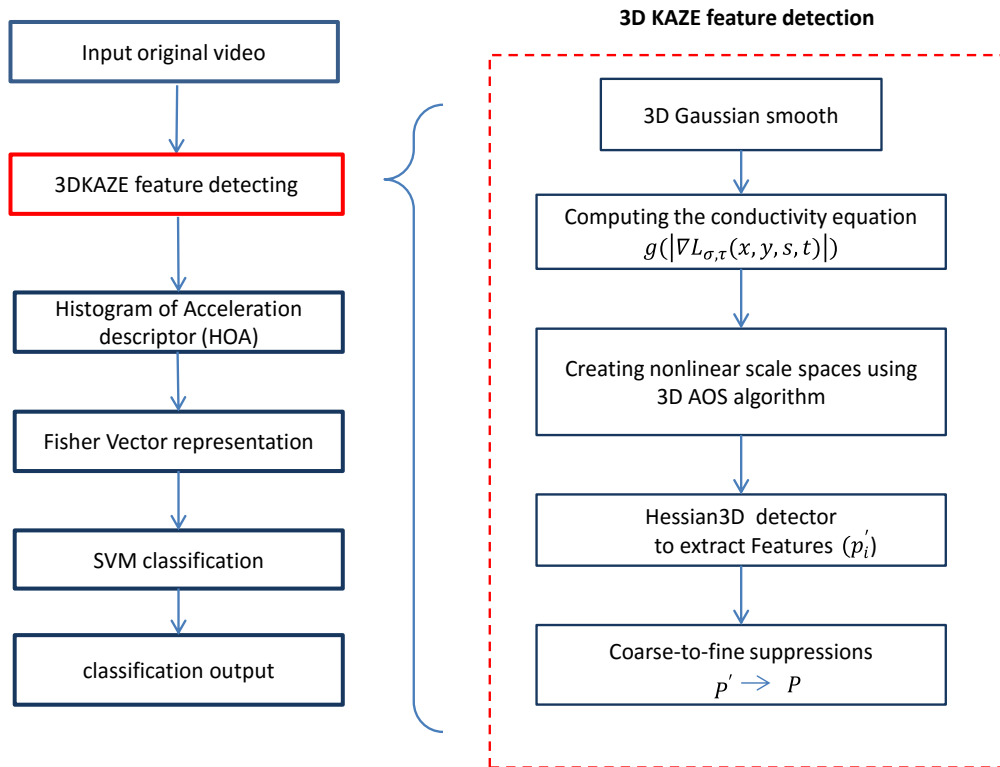 Input original video
3DKAZE feature detecting
Histogram of Acceleration
descriptor (HOA)
Fisher Vector representation
SVM classification
classification output
3D KAZE feature detection
3D Gaussian smooth
Computing the conductivity equation
g(|∇L_{σ,τ}(x, y, s, t)|)
Creating nonlinear scale spaces using
3D AOS algorithm
Hessian3D detector
to extract Features (p_i')
Coarse-to-fine suppressions
P' → P